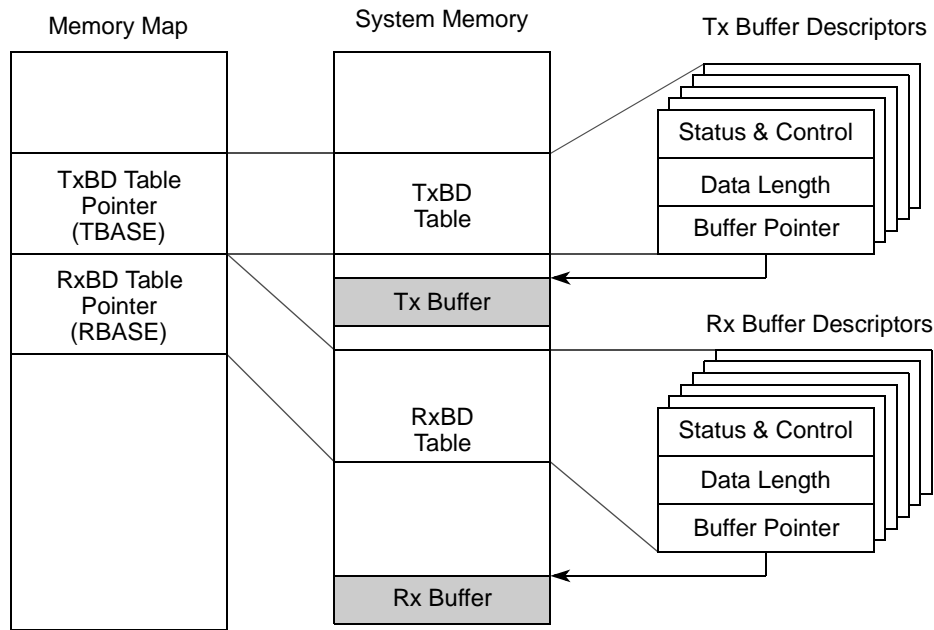 Memory Map
System Memory
Tx Buffer Descriptors
TxBD Table
Pointer
(TBASE)
RxBD Table
Pointer
(RBASE)
TxBD
Table
Tx Buffer
RxBD
Table
Rx Buffer
Status & Control
Data Length
Buffer Pointer
Rx Buffer Descriptors
Status & Control
Data Length
Buffer Pointer